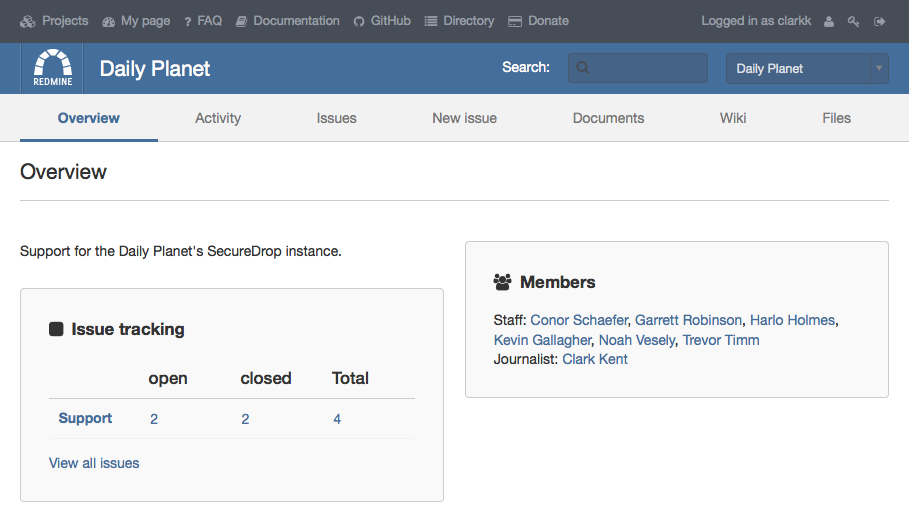 Projects My page ? FAQ Documentation GitHub Directory Donate Logged in as clarkk
REDMINE Daily Planet Search: Daily Planet
Overview Activity Issues New issue Documents Wiki Files
Overview
Support for the Daily Planet's SecureDrop instance.
Issue tracking
open closed Total
Support 2 2 4
View all issues
Members
Staff: Conor Schaefer, Garrett Robinson, Harlo Holmes,
Kevin Gallagher, Noah Vesely, Trevor Timm
Journalist: Clark Kent